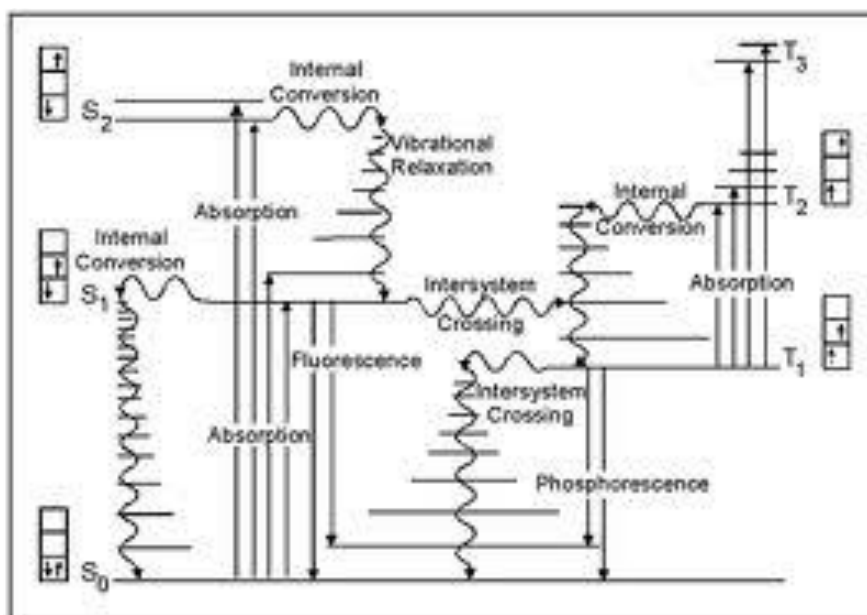 T3
Internal
Conversion
S2
Vibrational
Relaxation
Absorption
Internal
Conversion
T2
Internal
Conversion
S1
Intersystem
Crossing
Absorption
Fluorescence
T1
Intersystem
Crossing
Absorption
Phosphorescence
S0